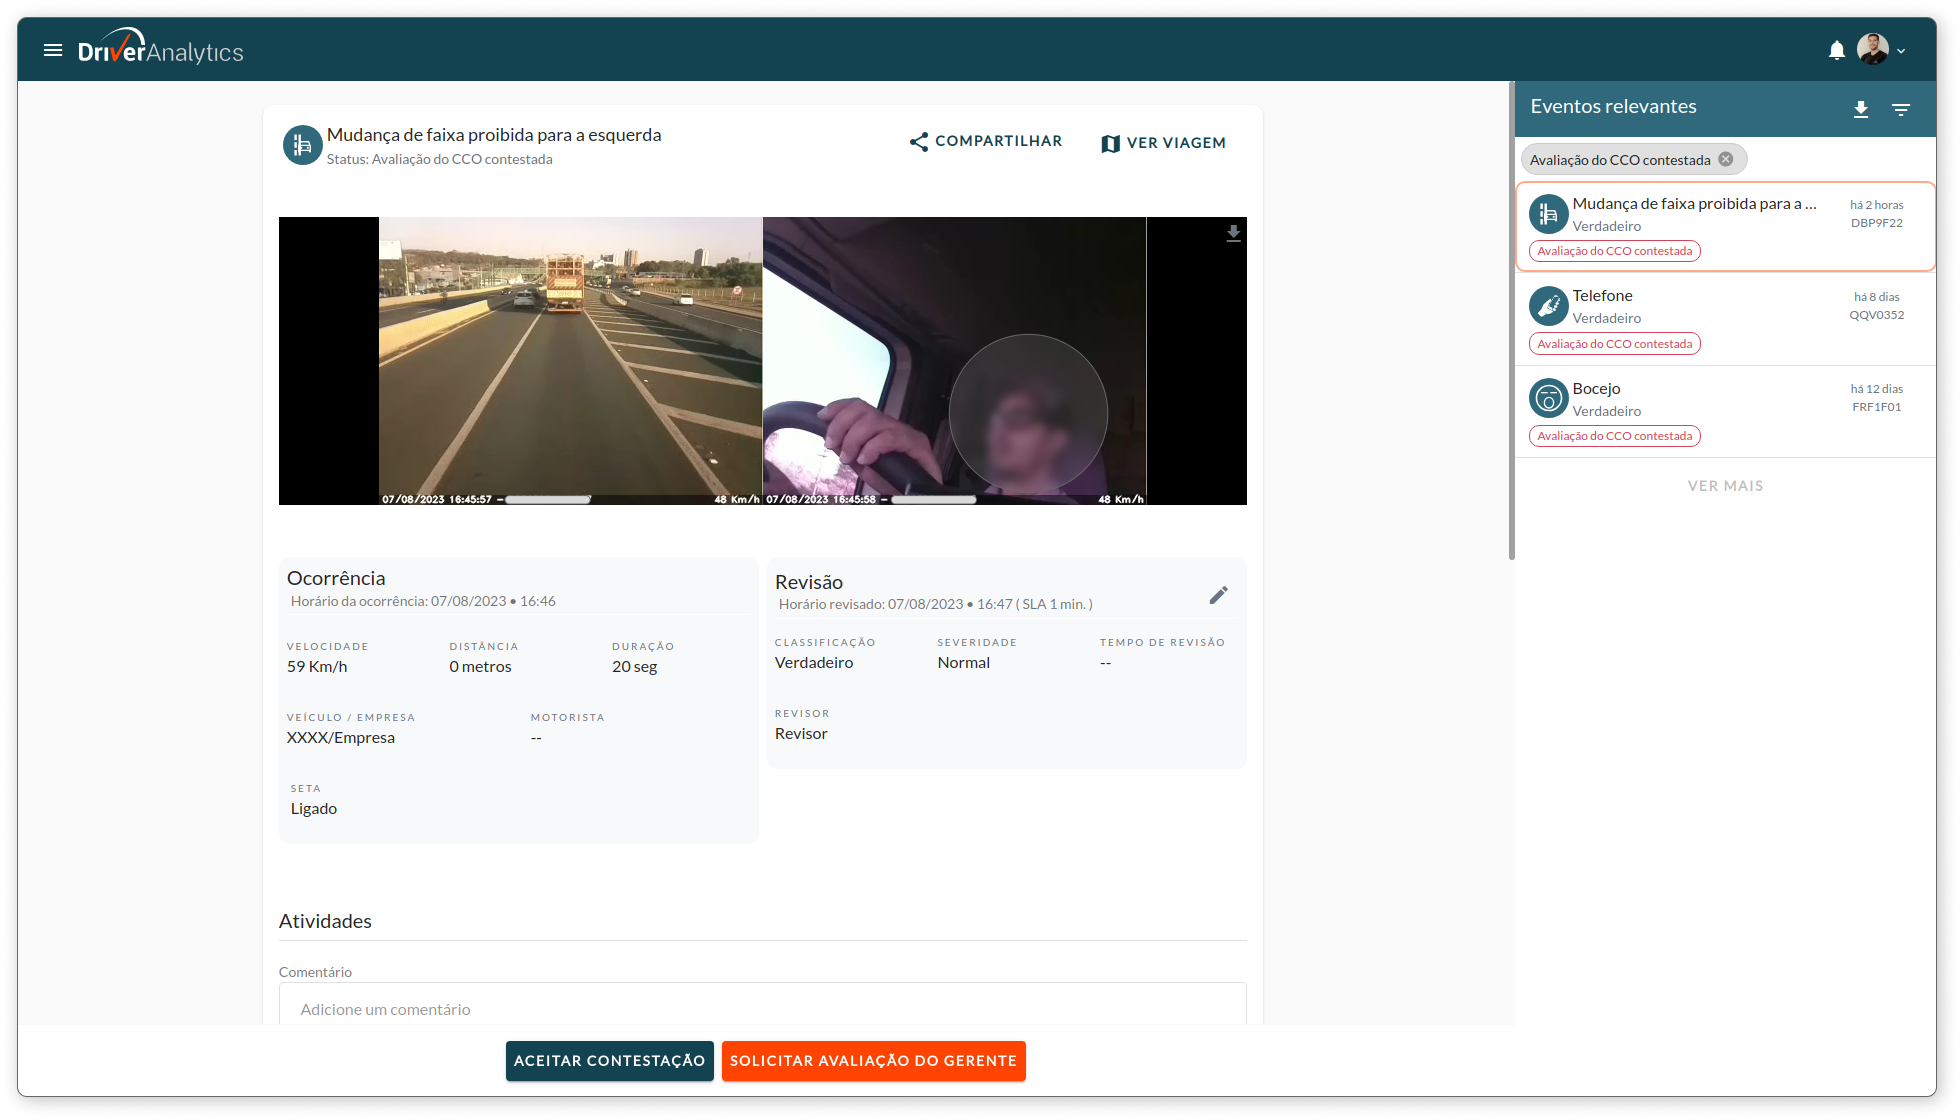 DriverAnalytics
Mudança de faixa proibida para a esquerda
Status: Avaliação do CCO contestada
COMPARTILHAR
VER VIAGEM
07/08/2023 16:45:57 -
48 Km/h
07/08/2023 16:45:58 -
48 Km/h
Ocorrência
Horário da ocorrência: 07/08/2023 • 16:46
VELOCIDADE
59 Km/h
DISTÂNCIA
0 metros
DURAÇÃO
20 seg
VEÍCULO / EMPRESA
XXXX/Empresa
MOTORISTA
--
SETA
Ligado
Revisão
Horário revisado: 07/08/2023 • 16:47 ( SLA 1 min. )
CLASSIFICAÇÃO
Verdadeiro
SEVERIDADE
Normal
TEMPO DE REVISÃO
--
REVISOR
Revisor
Atividades
Comentário
Adicione um comentário
ACEITAR CONTESTAÇÃO
SOLICITAR AVALIAÇÃO DO GERENTE
Eventos relevantes
Avaliação do CCO contestada
Mudança de faixa proibida para a ...
Verdadeiro
há 2 horas
DBP9F22
Avaliação do CCO contestada
Telefone
Verdadeiro
há 8 dias
QQV0352
Avaliação do CCO contestada
Bocejo
Verdadeiro
há 12 dias
FRF1F01
Avaliação do CCO contestada
VER MAIS